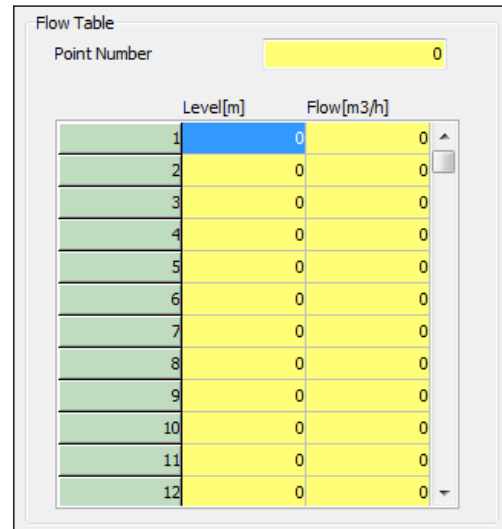 Flow Table
Point Number 0
Level[m] Flow[m3/h]
1 0 0
2 0 0
3 0 0
4 0 0
5 0 0
6 0 0
7 0 0
8 0 0
9 0 0
10 0 0
11 0 0
12 0 0